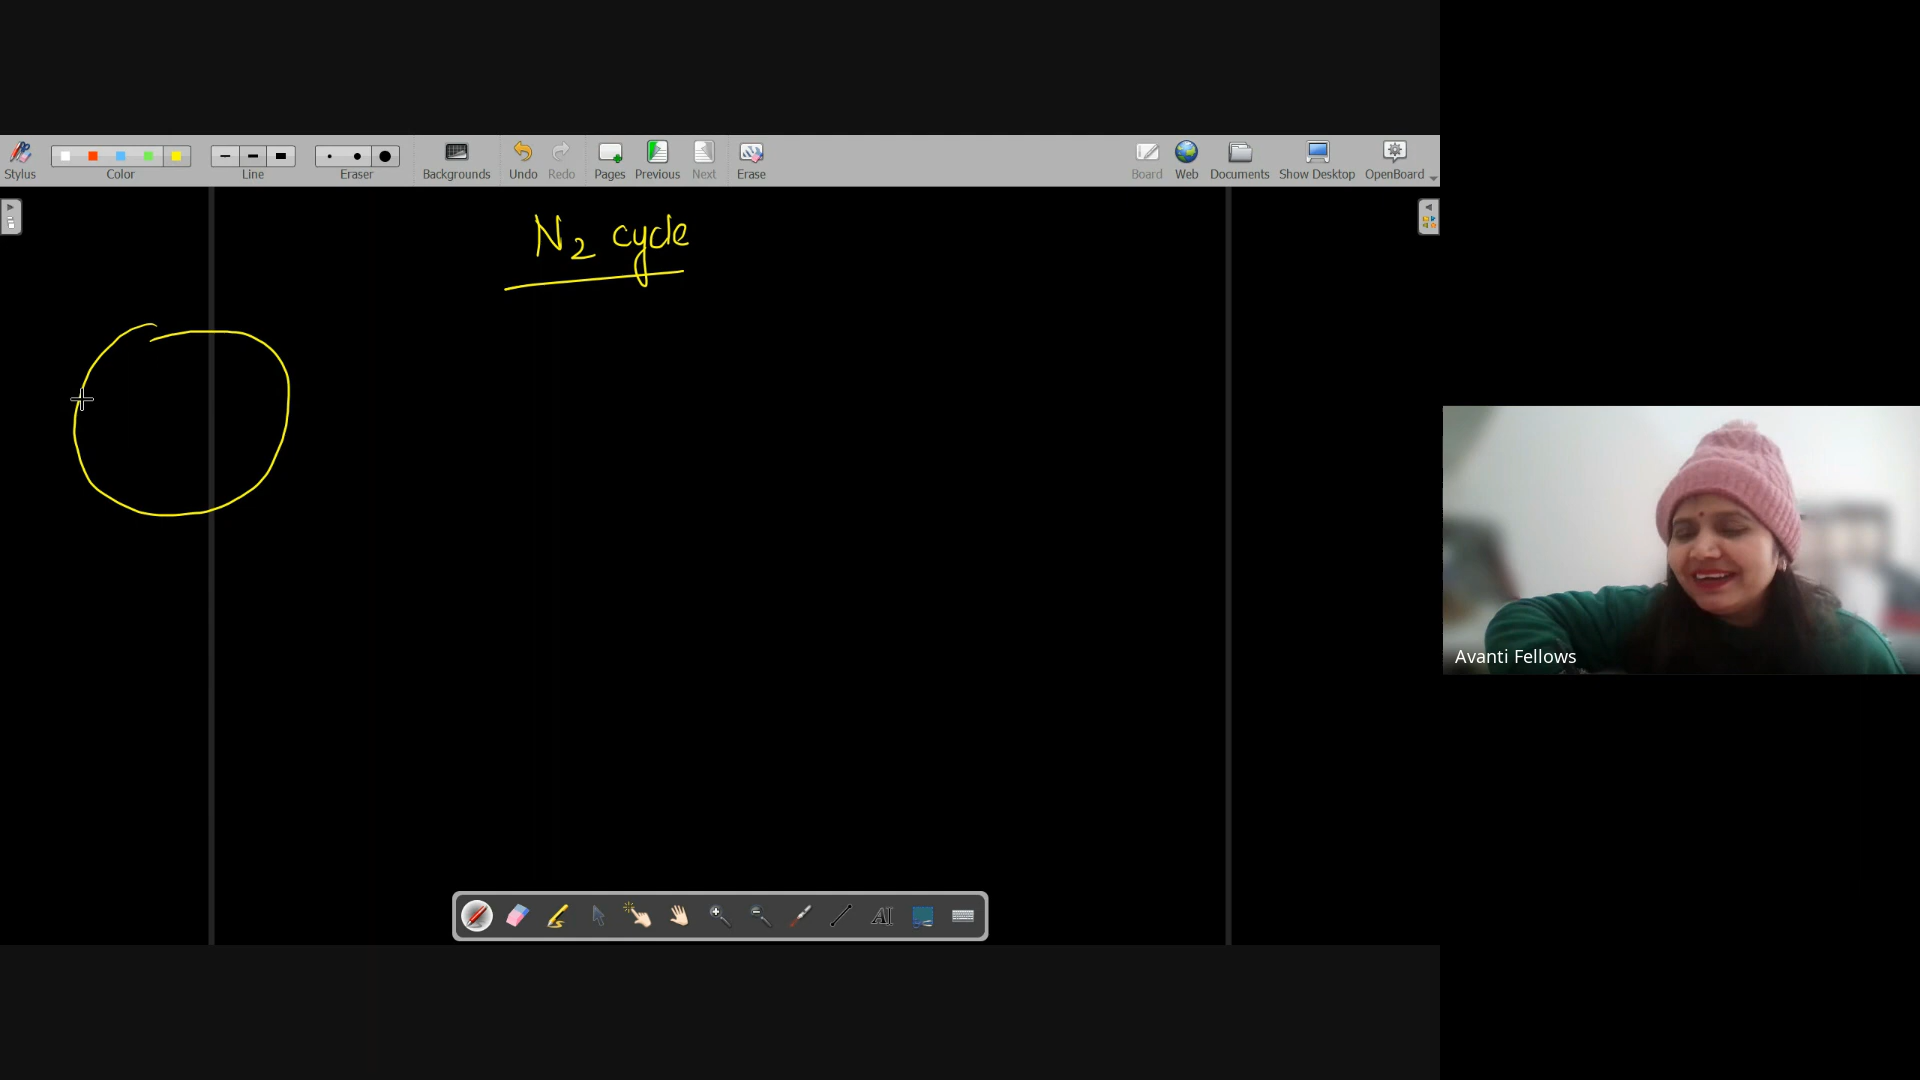 Stylus Color Line Eraser Backgrounds Undo Redo Pages Previous Next Erase Board Web Documents Show Desktop OpenBoard
N₂ cycle
Avanti Fellows
AI